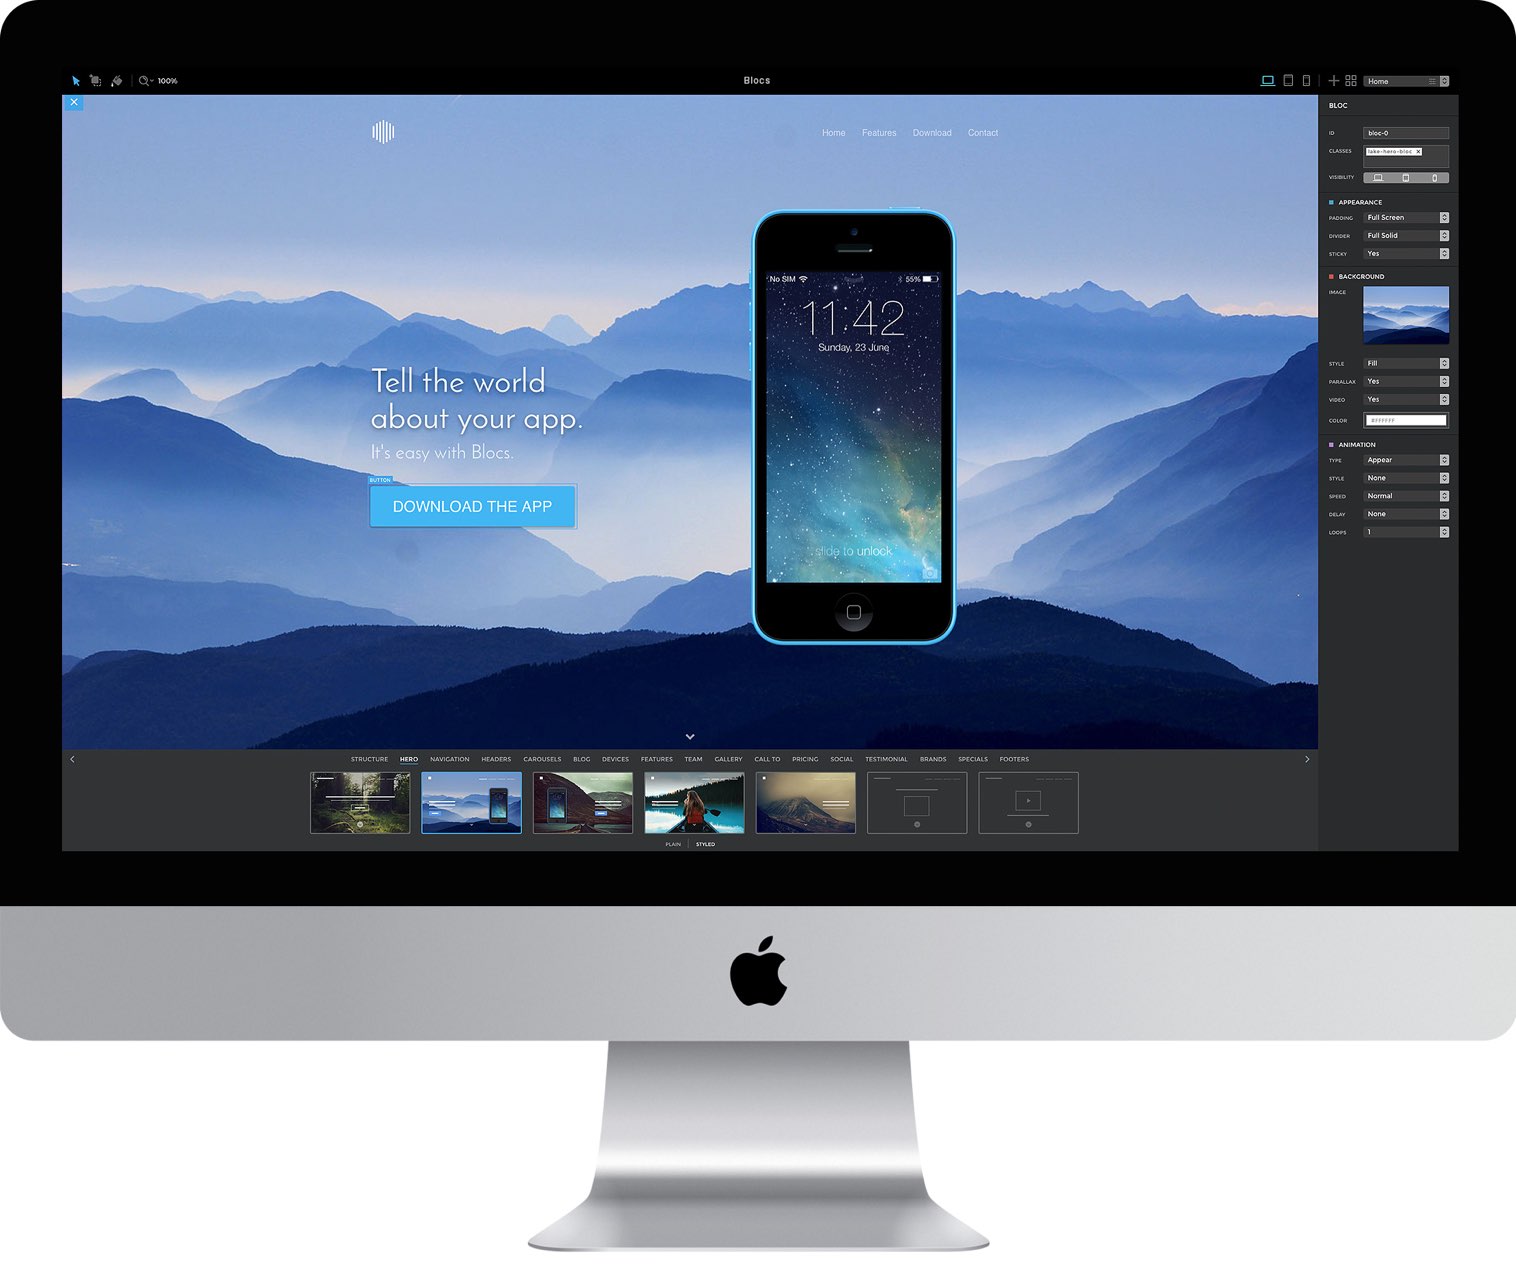 100%
Blocs
Home
Home
Features
Download
Contact
No SIM
55%
11:42
Sunday, 23 June
slide to unlock
Tell the world
about your app.
It's easy with Blocs.
BUTTON
DOWNLOAD THE APP
BLOC
ID bloc-0
CLASSES lake-hero-bloc
VISIBILITY
APPEARANCE
PADDING Full Screen
DIVIDER Full Solid
STICKY Yes
BACKGROUND
IMAGE
STYLE Fill
PARALLAX Yes
VIDEO Yes
COLOR #FFFFFF
ANIMATION
TYPE Appear
STYLE None
SPEED Normal
DELAY None
LOOPS 1
STRUCTURE HERO NAVIGATION HEADERS CAROUSELS BLOG DEVICES FEATURES TEAM GALLERY CALL TO PRICING SOCIAL TESTIMONIAL BRANDS SPECIALS FOOTERS
PLAIN STYLED